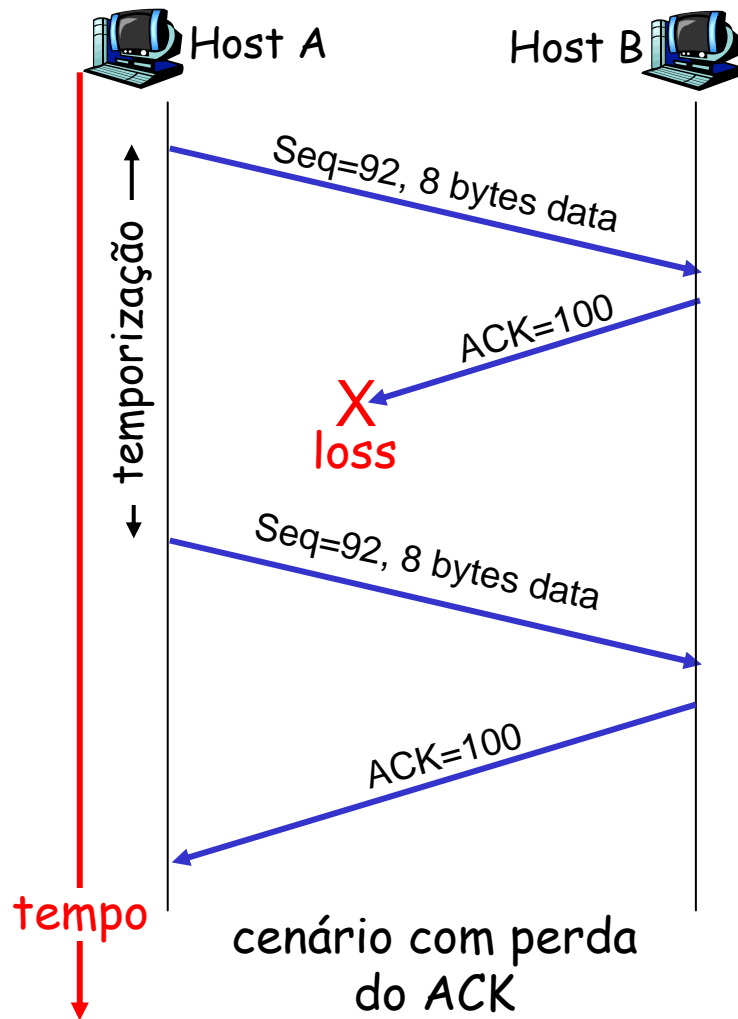 Host A
Host B
Seq=92, 8 bytes data
temporização
ACK=100
X
loss
Seq=92, 8 bytes data
ACK=100
tempo
cenário com perda
do ACK